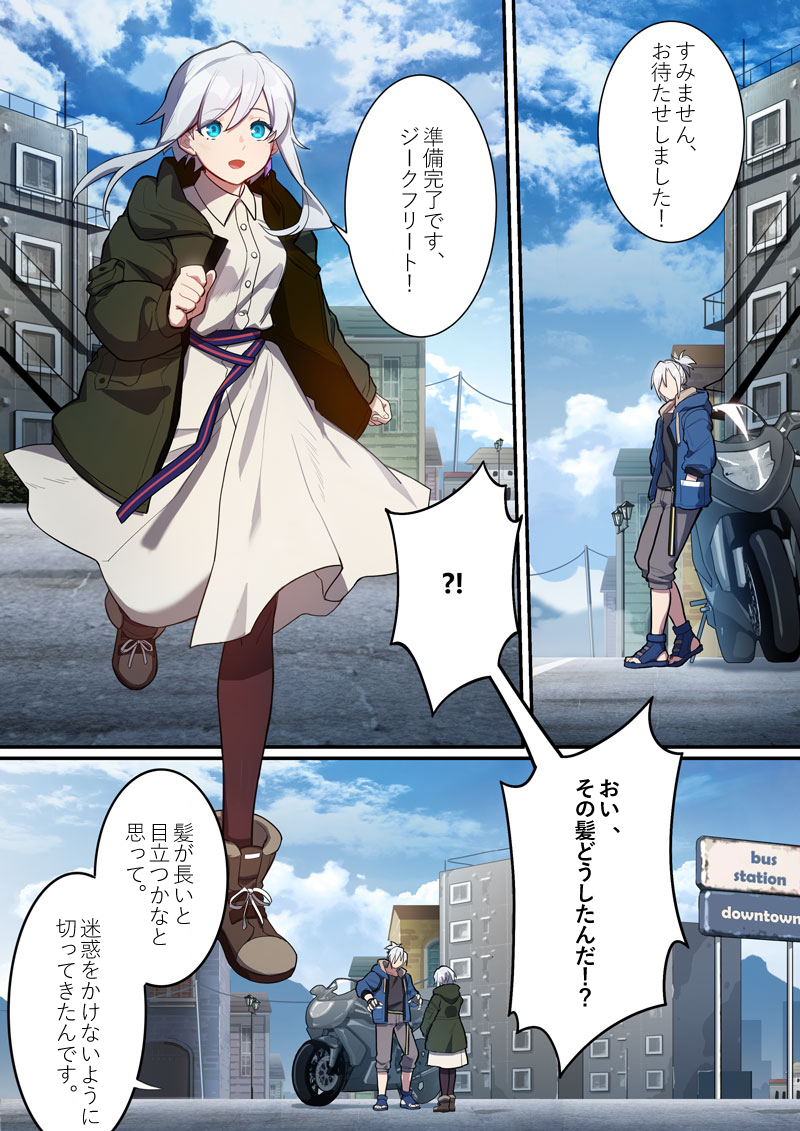 すみません、
お待たせしました！
準備完了です、
ジークフリート！
?!
おい、
その髪どうしたんだ!?
髪が長いと
目立つかなと
思って。
迷惑をかけないように
切ってきたんです。
bus
station
downtown